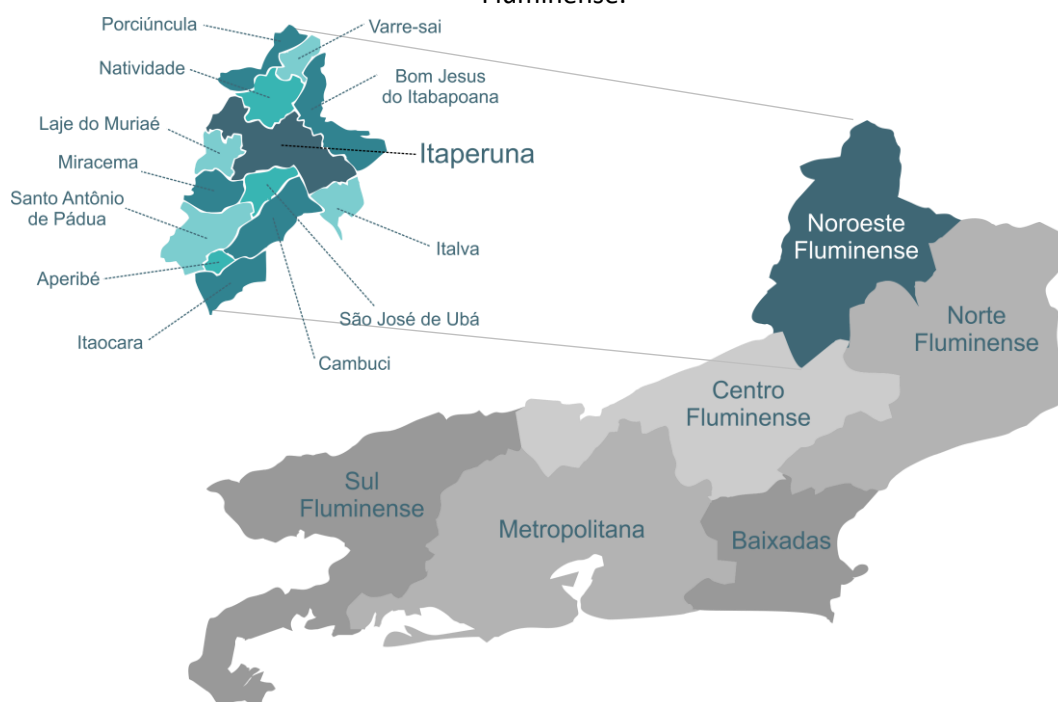 Fluminense.
Porciúncula
Varre-sai
Natividade
Bom Jesus
do Itabapoana
Laje do Muriaé
Itaperuna
Miracema
Santo Antônio
de Pádua
Italva
Aperibé
São José de Ubá
Itaocara
Cambuci
Noroeste
Fluminense
Norte
Fluminense
Centro
Fluminense
Sul
Fluminense
Metropolitana
Baixadas